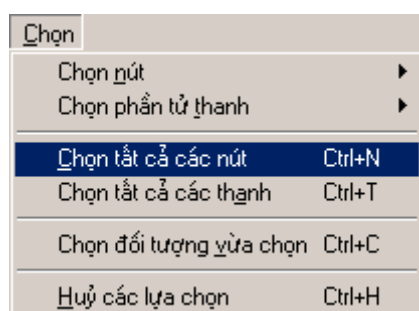 Chọn
Chọn nút
Chọn phần tử thanh
Chọn tất cả các nút Ctrl+N
Chọn tất cả các thanh Ctrl+T
Chọn đối tượng vừa chọn Ctrl+C
Huỷ các lựa chọn Ctrl+H